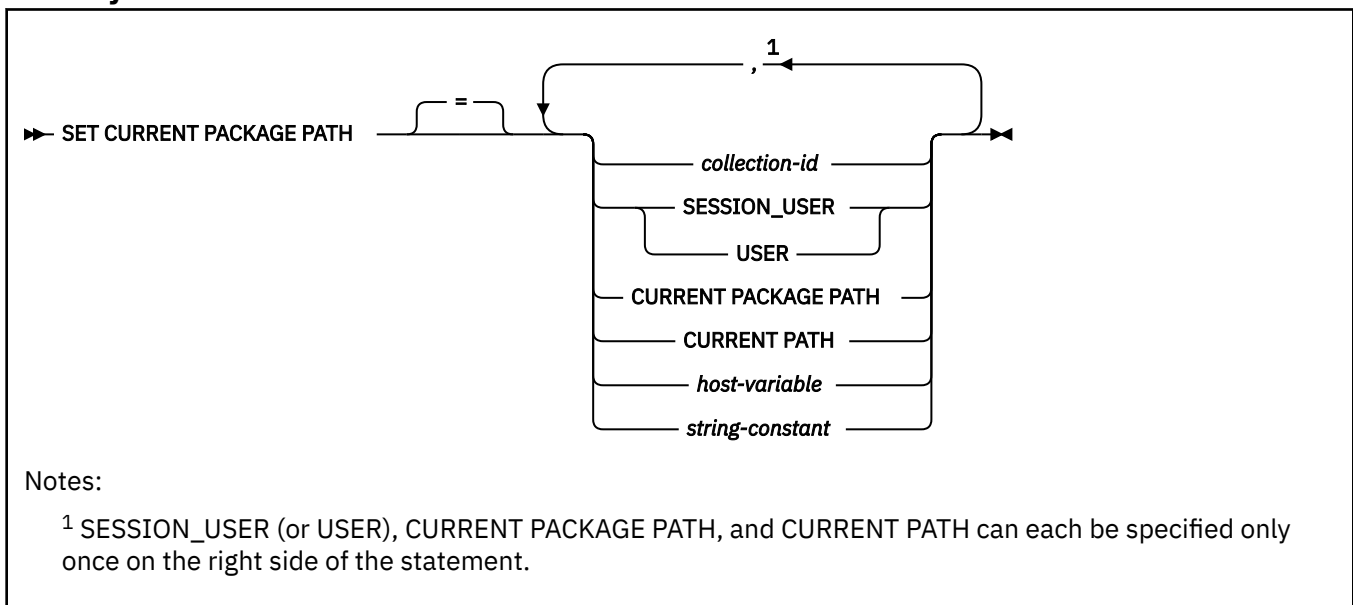 1
,
=
SET CURRENT PACKAGE PATH
collection-id
SESSION_USER
USER
CURRENT PACKAGE PATH
CURRENT PATH
host-variable
string-constant
Notes:
1 SESSION_USER (or USER), CURRENT PACKAGE PATH, and CURRENT PATH can each be specified only
once on the right side of the statement.